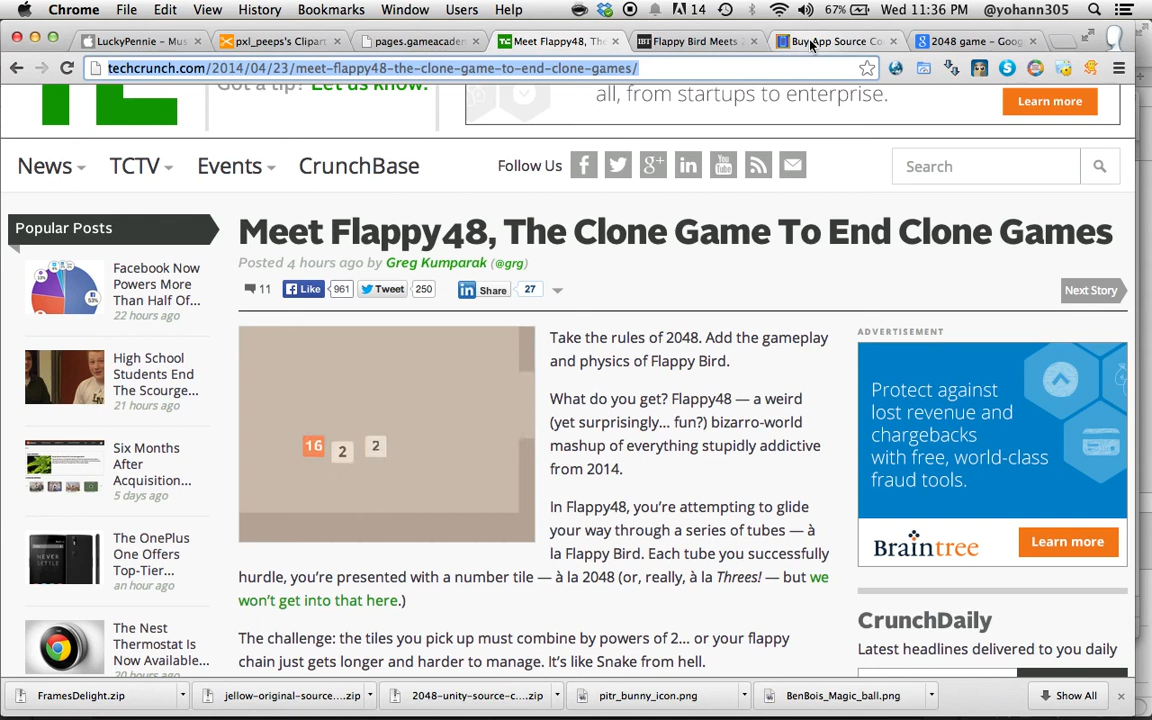 Chrome File Edit View History Bookmarks Window Users Help 14 67% Wed 11:36 PM @yohann305
LuckyPennie - Mus
pxl_peeps's Clipart
pages.gameacadem
Meet Flappy48, The
Flappy Bird Meets 2
Buy App Source Co
2048 game - Goog
techcrunch.com/2014/04/23/meet-flappy48-the-clone-game-to-end-clone-games/
Got a tip? Let us know.
all, from startups to enterprise.
Learn more
News TCTV Events CrunchBase
Follow Us
Search
Popular Posts
Facebook Now
Powers More
Than Half Of...
22 hours ago
High School
Students End
The Scourge...
21 hours ago
Six Months
After
Acquisition...
5 days ago
The OnePlus
One Offers
Top-Tier...
an hour ago
The Nest
Thermostat Is
Now Available...
20 hours ago
Meet Flappy48, The Clone Game To End Clone Games
Posted 4 hours ago by Greg Kumparak (@grg)
11 Like 961 Tweet 250 Share 27
Next Story
16 2 2
Take the rules of 2048. Add the gameplay
and physics of Flappy Bird.
What do you get? Flappy48 — a weird
(yet surprisingly... fun?) bizarro-world
mashup of everything stupidly addictive
from 2014.
In Flappy48, you're attempting to glide
your way through a series of tubes — à
la Flappy Bird. Each tube you successfully
hurdle, you're presented with a number tile — à la 2048 (or, really, à la Threes! — but we
won't get into that here.)
The challenge: the tiles you pick up must combine by powers of 2... or your flappy
chain just gets longer and harder to manage. It's like Snake from hell.
ADVERTISEMENT
Protect against
lost revenue and
chargebacks
with free, world-class
fraud tools.
Braintree
Learn more
CrunchDaily
Latest headlines delivered to you daily
FramesDelight.zip
jellow-original-source....zip
2048-unity-source-c....zip
pitr_bunny_icon.png
BenBois_Magic_ball.png
Show All